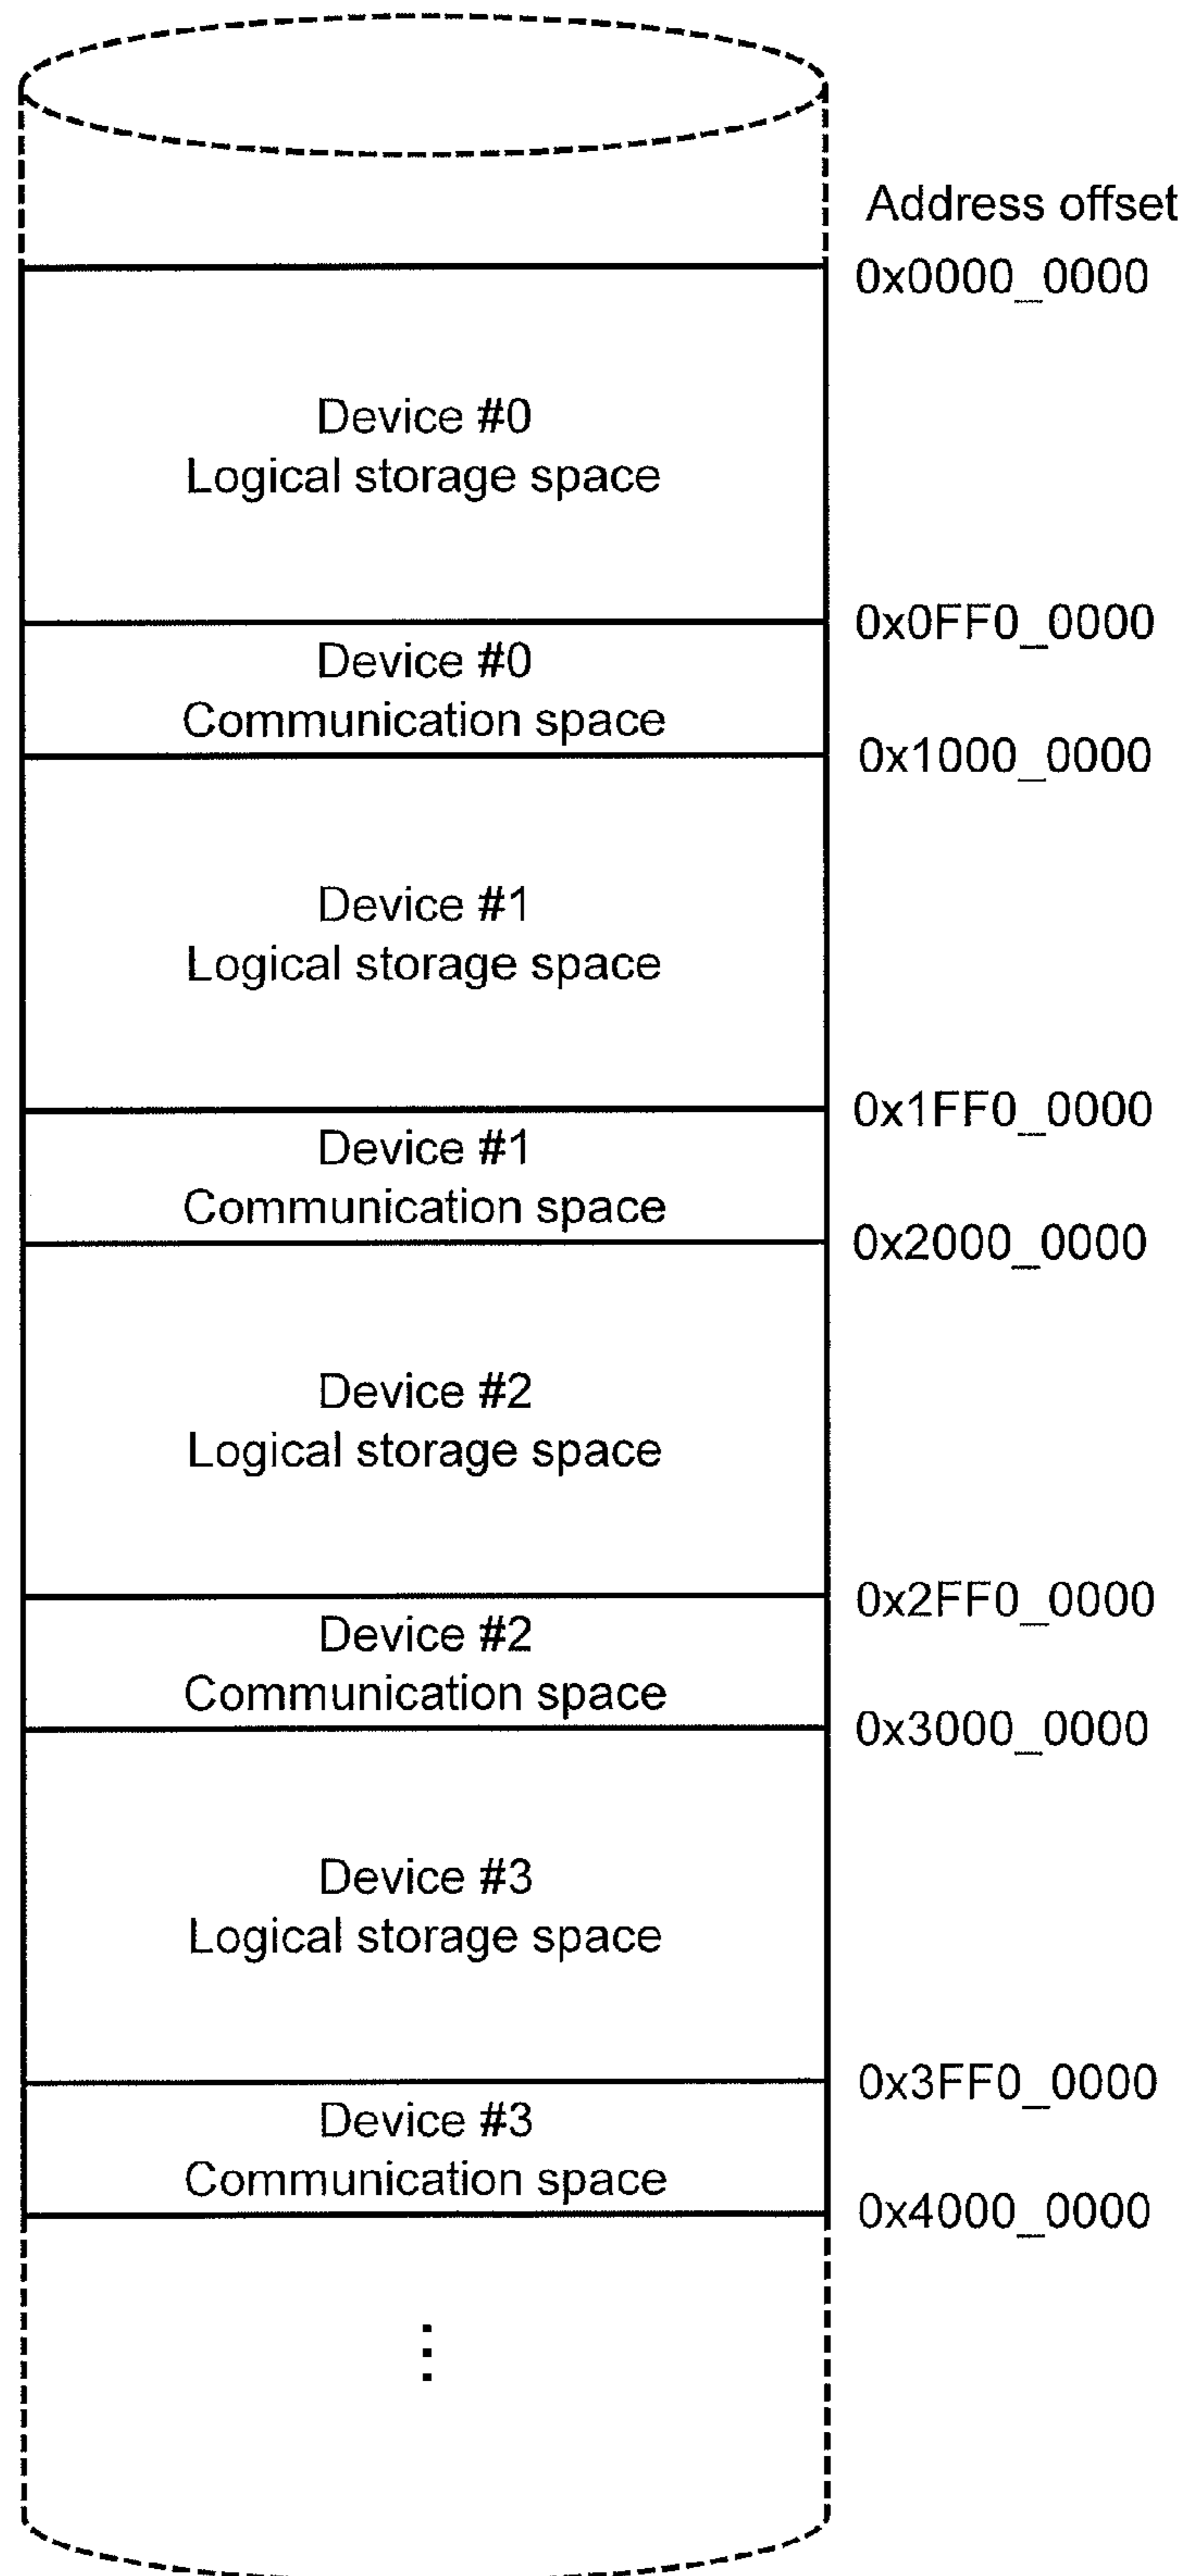 Address offset
0x0000_0000
Device #0
Logical storage space
0x0FF0_0000
Device #0
Communication space
0x1000_0000
Device #1
Logical storage space
0x1FF0_0000
Device #1
Communication space
0x2000_0000
Device #2
Logical storage space
0x2FF0_0000
Device #2
Communication space
0x3000_0000
Device #3
Logical storage space
0x3FF0_0000
Device #3
Communication space
0x4000_0000